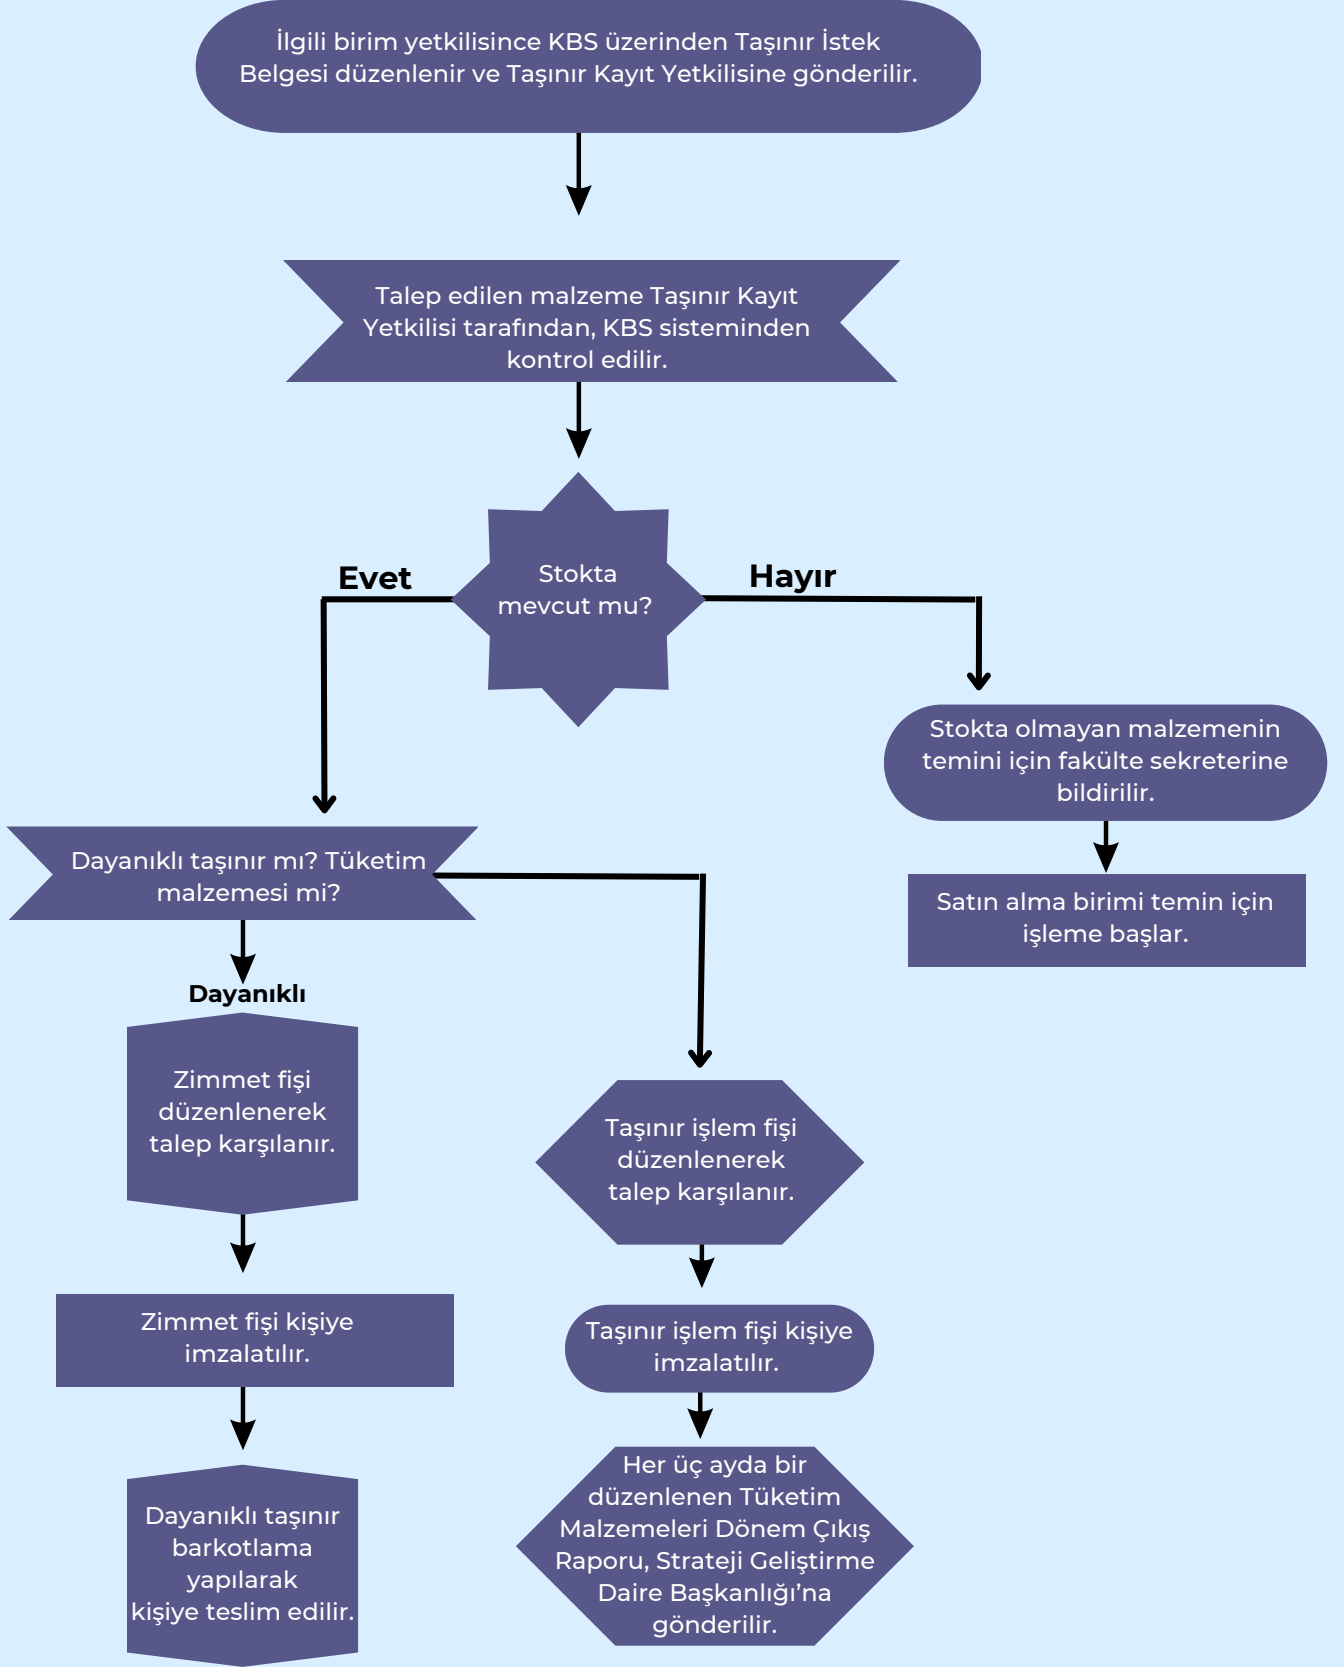 İlgili birim yetkilisince KBS üzerinden Taşınır İstek
Belgesi düzenlenir ve Taşınır Kayıt Yetkilisine gönderilir.
Talep edilen malzeme Taşınır Kayıt
Yetkilisi tarafından, KBS sisteminden
kontrol edilir.
Stokta
mevcut mu?
Evet
Hayır
Stokta olmayan malzemenin
temini için fakülte sekreterine
bildirilir.
Satın alma birimi temin için
işleme başlar.
Dayanıklı taşınır mı? Tüketim
malzemesi mi?
Dayanıklı
Zimmet fişi
düzenlenerek
talep karşılanır.
Zimmet fişi kişiye
imzalatılır.
Dayanıklı taşınır
barkotlama
yapılarak
kişiye teslim edilir.
Taşınır işlem fişi
düzenlenerek
talep karşılanır.
Taşınır işlem fişi kişiye
imzalatılır.
Her üç ayda bir
düzenlenen Tüketim
Malzemeleri Dönem Çıkış
Raporu, Strateji Geliştirme
Daire Başkanlığı’na
gönderilir.